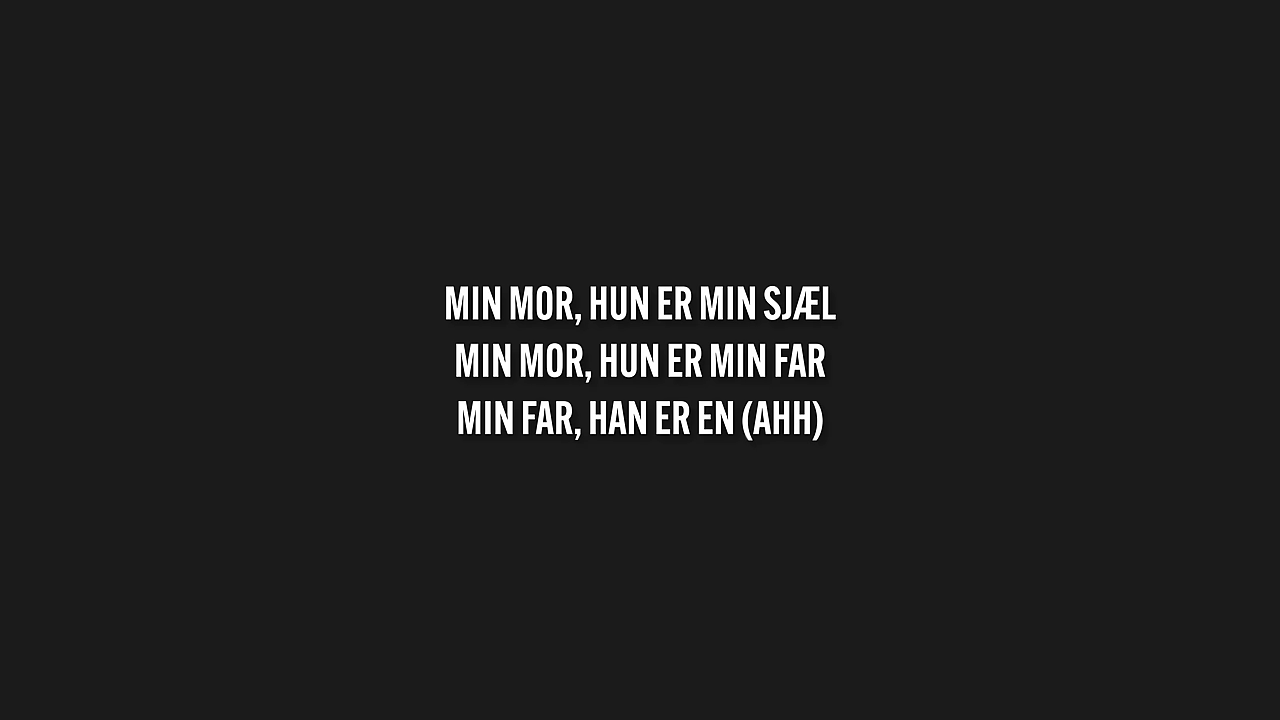 MIN MOR, HUN ER MIN SJÆL
MIN MOR, HUN ER MIN FAR
MIN FAR, HAN ER EN (AHH)